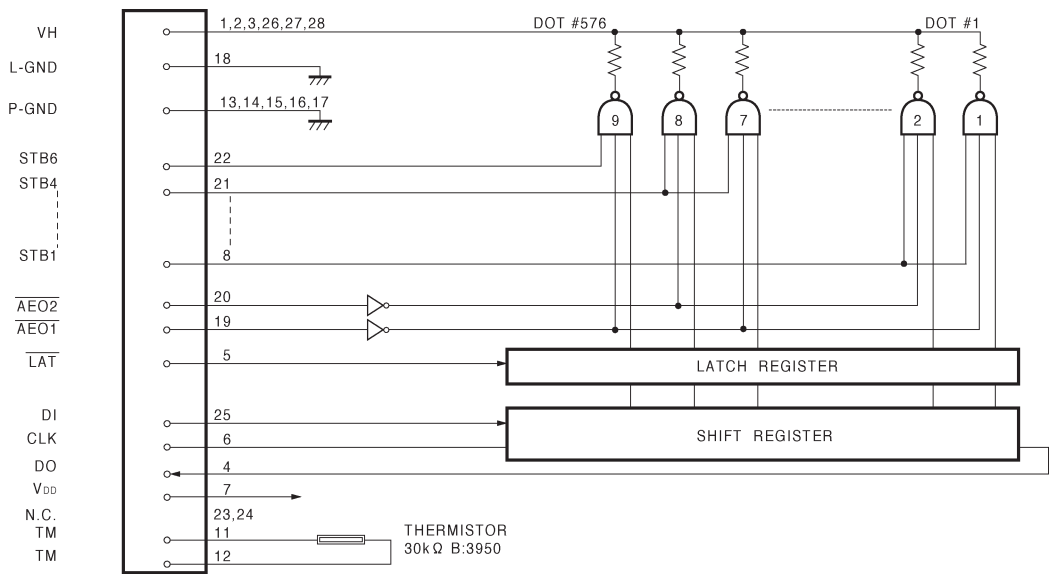 VH 1,2,3,26,27,28 DOT #576 DOT #1
L-GND 18
P-GND 13,14,15,16,17
9 8 7 2 1
STB6 22
STB4 21
STB1 8
AEO2 20
AEO1 19
LAT 5 LATCH REGISTER
DI 25
CLK 6 SHIFT REGISTER
DO 4
VDD 7
N.C. 23,24
TM 11 THERMISTOR
30kΩ B:3950
TM 12